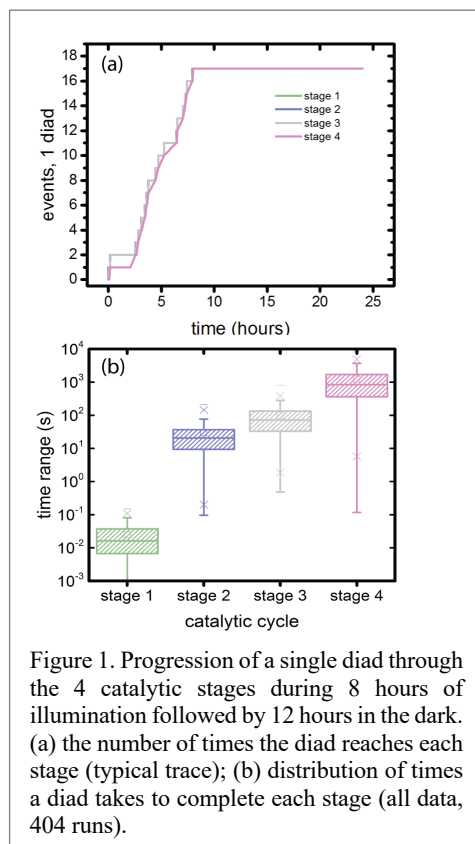 (a)
events, 1 diad
18
16
14
12
10
8
6
4
2
0
stage 1
stage 2
stage 3
stage 4
0 5 10 15 20 25
time (hours)
(b)
time range (s)
10^4
10^3
10^2
10^1
10^0
10^-1
10^-2
10^-3
stage 1 stage 2 stage 3 stage 4
catalytic cycle
Figure 1. Progression of a single diad through
the 4 catalytic stages during 8 hours of
illumination followed by 12 hours in the dark.
(a) the number of times the diad reaches each
stage (typical trace); (b) distribution of times
a diad takes to complete each stage (all data,
404 runs).